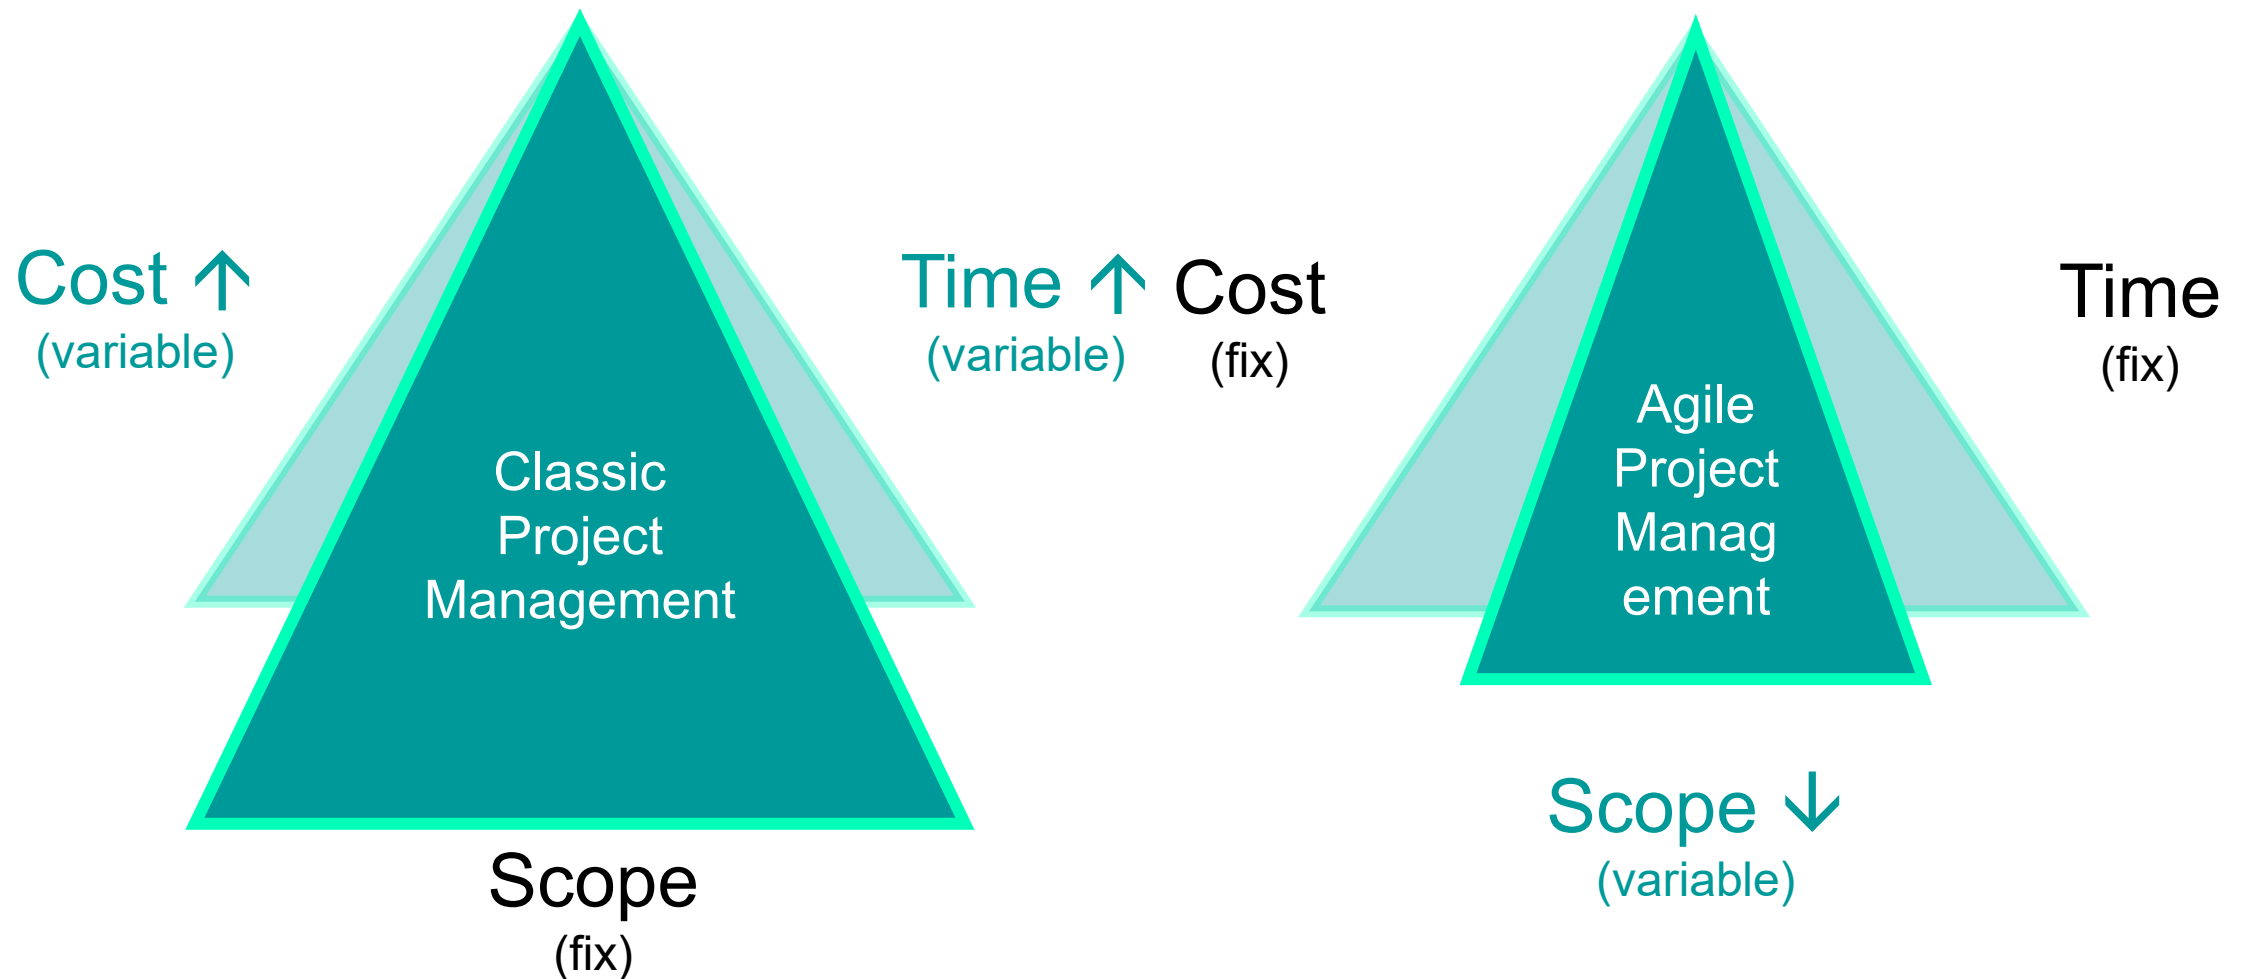 Cost ↑
(variable)
Time ↑
(variable)
Classic
Project
Management
Scope
(fix)
Cost
(fix)
Time
(fix)
Agile
Project
Manag
ement
Scope ↓
(variable)